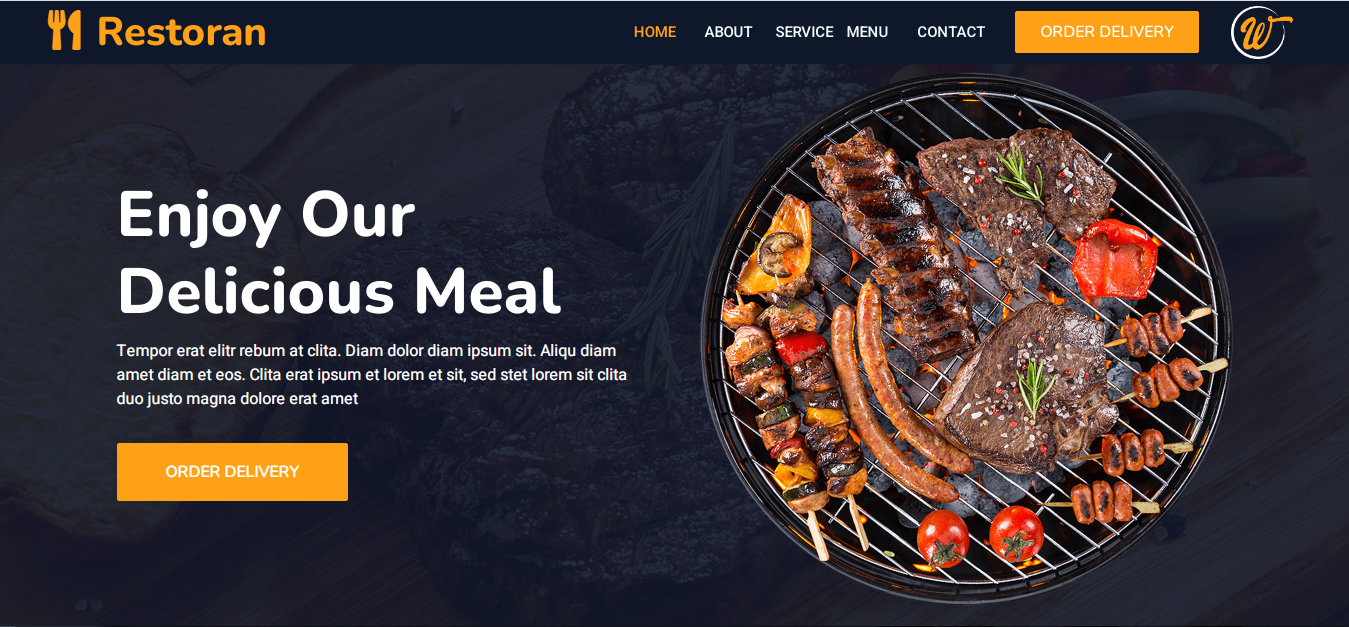 Restoran
HOME ABOUT SERVICE MENU CONTACT ORDER DELIVERY W
Enjoy Our
Delicious Meal
Tempor erat elitr rebum at clita. Diam dolor diam ipsum sit. Aliqu diam
amet diam et eos. Clita erat ipsum et lorem et sit, sed stet lorem sit clita
duo justo magna dolore erat amet
ORDER DELIVERY